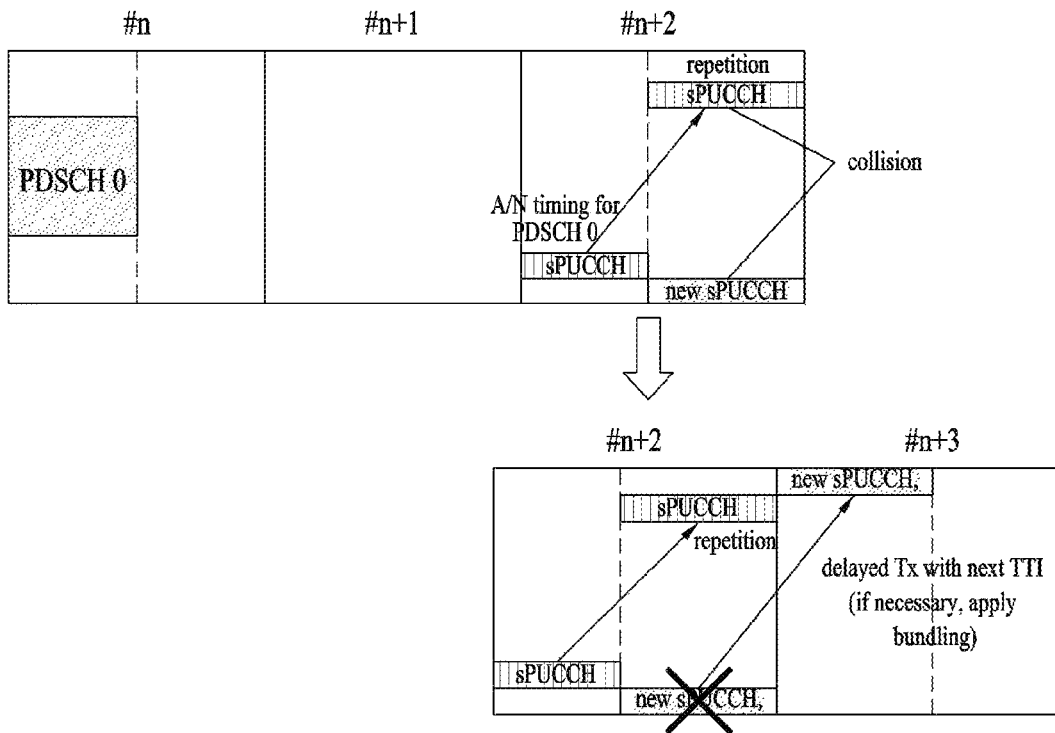 #n
#n+1
#n+2
repetition
sPUCCH
PDSCH 0
collision
A/N timing for
PDSCH 0
sPUCCH
new sPUCCH
#n+2
#n+3
new sPUCCH,
sPUCCH
repetition
delayed Tx with next TTI
(if necessary, apply
bundling)
sPUCCH
new sPUCCH,